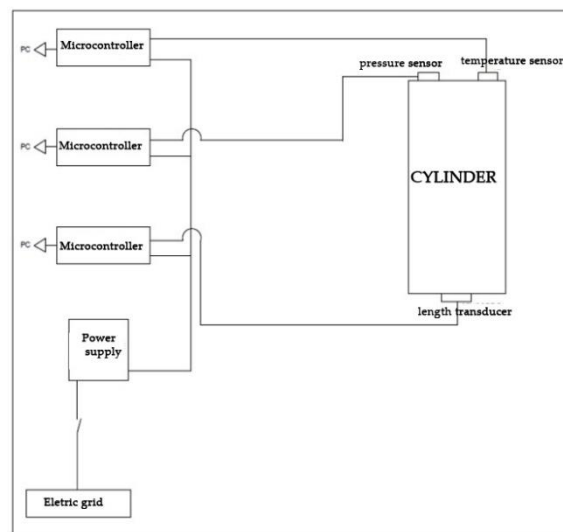 PC
Microcontroller
pressure sensor
temperature sensor
PC
Microcontroller
CYLINDER
PC
Microcontroller
length transducer
Power
supply
Eletric grid